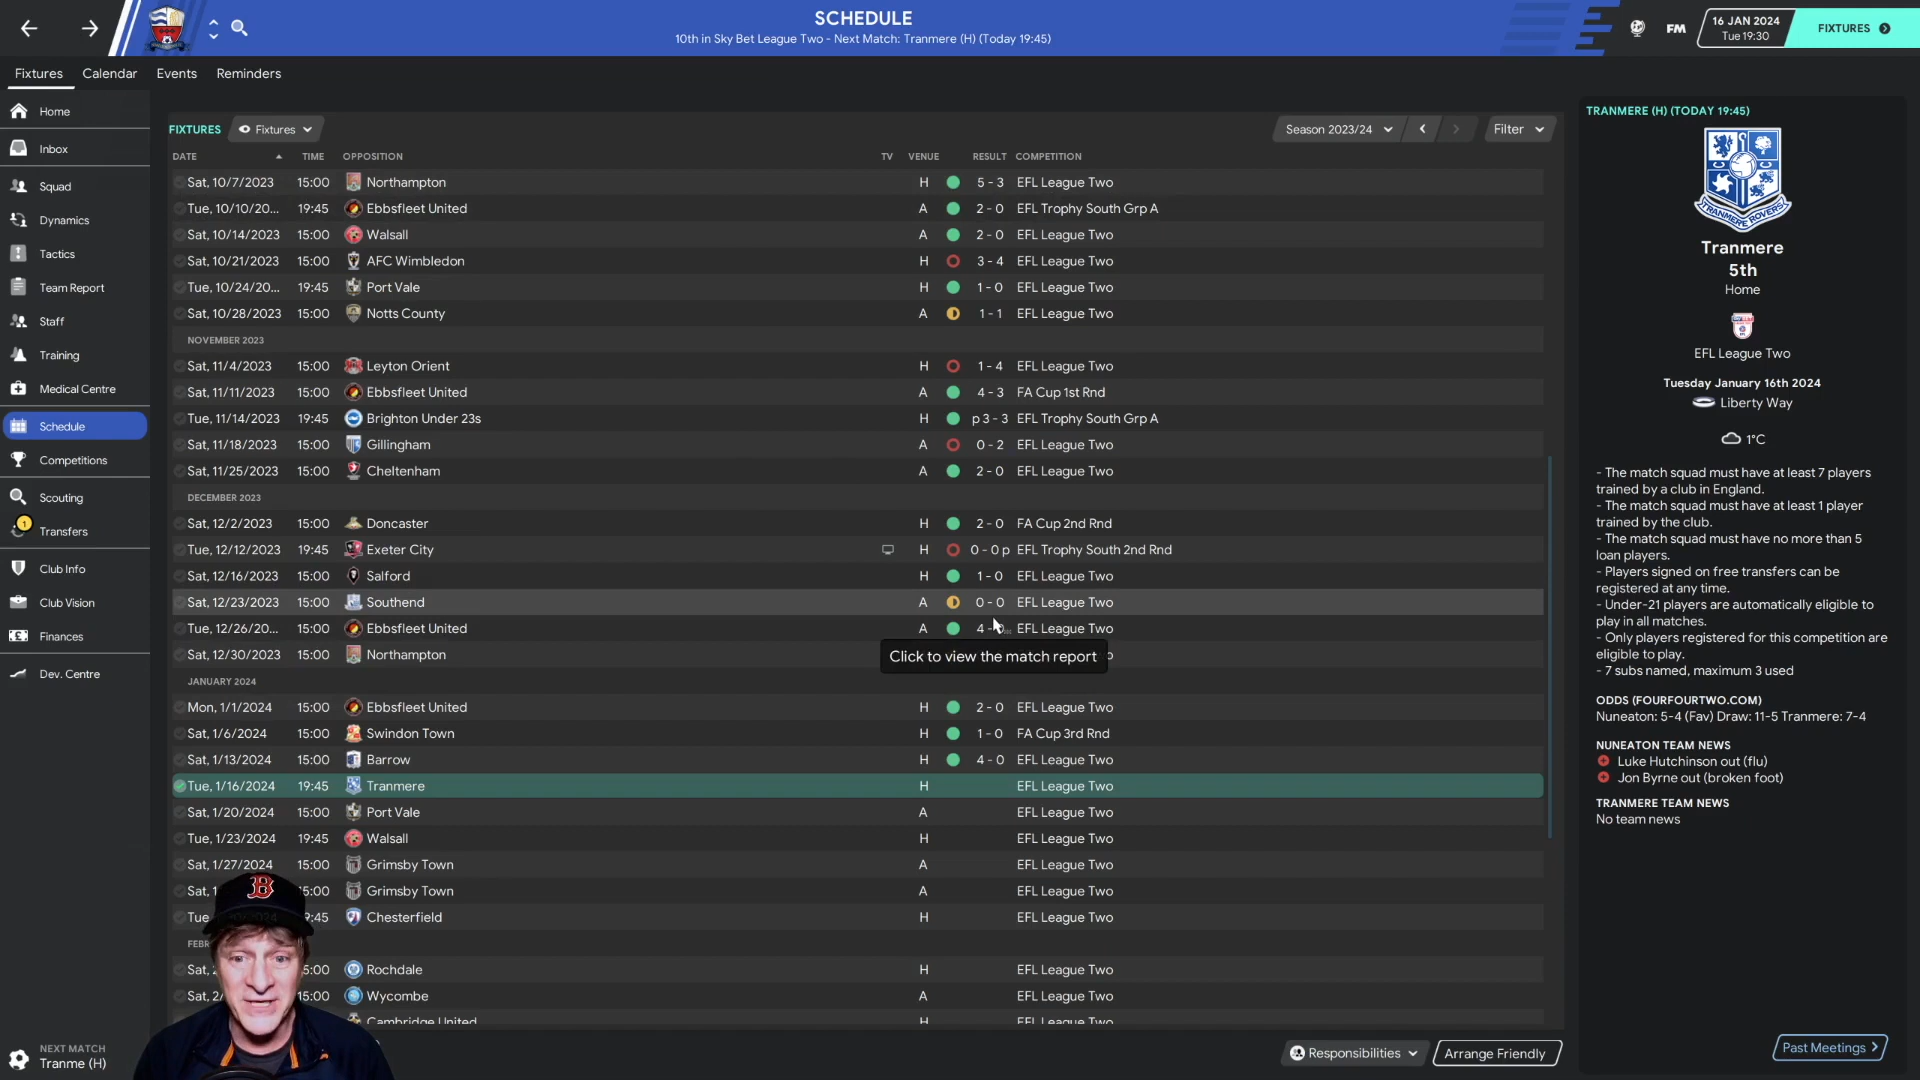 SCHEDULE
10th in Sky Bet League Two - Next Match: Tranmere (H) (Today 19:45)
FM
16 JAN 2024
Tue 19:30
FIXTURES
Fixtures Calendar Events Reminders
Home
Inbox
Squad
Dynamics
Tactics
Team Report
Staff
Training
Medical Centre
Schedule
Competitions
Scouting
1
Transfers
Club Info
Club Vision
Finances
Dev. Centre
NEXT MATCH
Tranme (H)
FIXTURES Fixtures Season 2023/24 Filter
DATE TIME OPPOSITION TV VENUE RESULT COMPETITION
Sat, 10/7/2023 15:00 Northampton H 5 - 3 EFL League Two
Tue, 10/10/20... 19:45 Ebbsfleet United A 2 - 0 EFL Trophy South Grp A
Sat, 10/14/2023 15:00 Walsall A 2 - 0 EFL League Two
Sat, 10/21/2023 15:00 AFC Wimbledon H 3 - 4 EFL League Two
Tue, 10/24/20... 19:45 Port Vale H 1 - 0 EFL League Two
Sat, 10/28/2023 15:00 Notts County A 1 - 1 EFL League Two
NOVEMBER 2023
Sat, 11/4/2023 15:00 Leyton Orient H 1 - 4 EFL League Two
Sat, 11/11/2023 15:00 Ebbsfleet United A 4 - 3 FA Cup 1st Rnd
Tue, 11/14/2023 19:45 Brighton Under 23s H p 3 - 3 EFL Trophy South Grp A
Sat, 11/18/2023 15:00 Gillingham A 0 - 2 EFL League Two
Sat, 11/25/2023 15:00 Cheltenham A 2 - 0 EFL League Two
DECEMBER 2023
Sat, 12/2/2023 15:00 Doncaster H 2 - 0 FA Cup 2nd Rnd
Tue, 12/12/2023 19:45 Exeter City H 0 - 0 p EFL Trophy South 2nd Rnd
Sat, 12/16/2023 15:00 Salford H 1 - 0 EFL League Two
Sat, 12/23/2023 15:00 Southend A 0 - 0 EFL League Two
Tue, 12/26/20... 15:00 Ebbsfleet United A 4 - EFL League Two
Sat, 12/30/2023 15:00 Northampton
Click to view the match report
JANUARY 2024
Mon, 1/1/2024 15:00 Ebbsfleet United H 2 - 0 EFL League Two
Sat, 1/6/2024 15:00 Swindon Town H 1 - 0 FA Cup 3rd Rnd
Sat, 1/13/2024 15:00 Barrow H 4 - 0 EFL League Two
Tue, 1/16/2024 19:45 Tranmere H EFL League Two
Sat, 1/20/2024 15:00 Port Vale A EFL League Two
Tue, 1/23/2024 19:45 Walsall H EFL League Two
Sat, 1/27/2024 15:00 Grimsby Town A EFL League Two
Sat, 5:00 Grimsby Town A EFL League Two
Tue 9:45 Chesterfield H EFL League Two
FEBR
Sat, 5:00 Rochdale H EFL League Two
Sat, 5:00 Wycombe A EFL League Two
Cambridge United H EFL League Two
Responsibilities Arrange Friendly
TRANMERE (H) (TODAY 19:45)
TRANMERE ROVERS
Tranmere
5th
Home
EFL League Two
Tuesday January 16th 2024
Liberty Way
1°C
- The match squad must have at least 7 players
trained by a club in England.
- The match squad must have at least 1 player
trained by the club.
- The match squad must have no more than 5
loan players.
- Players signed on free transfers can be
registered at any time.
- Under-21 players are automatically eligible to
play in all matches.
- Only players registered for this competition are
eligible to play.
- 7 subs named, maximum 3 used
ODDS (FOURFOURTWO.COM)
Nuneaton: 5-4 (Fav) Draw: 11-5 Tranmere: 7-4
NUNEATON TEAM NEWS
Luke Hutchinson out (flu)
Jon Byrne out (broken foot)
TRANMERE TEAM NEWS
No team news
Past Meetings
B